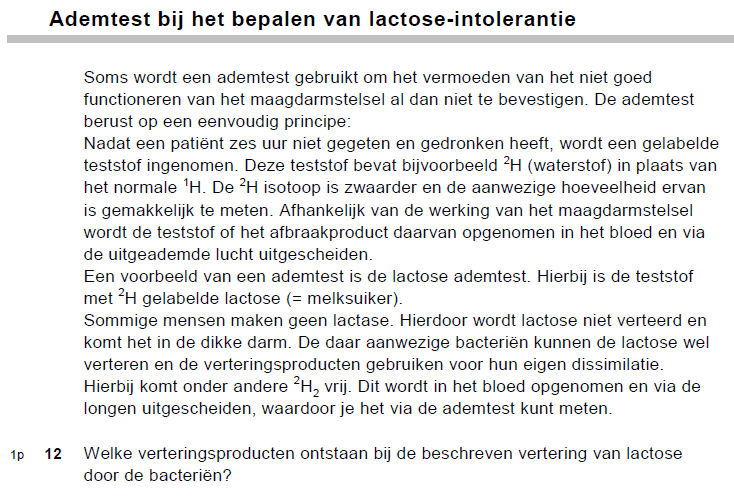 Ademtest bij het bepalen van lactose-intolerantie
Soms wordt een ademtest gebruikt om het vermoeden van het niet goed
functioneren van het maagdarmstelsel al dan niet te bevestigen. De ademtest
berust op een eenvoudig principe:
Nadat een patiënt zes uur niet gegeten en gedronken heeft, wordt een gelabelde
teststof ingenomen. Deze teststof bevat bijvoorbeeld ²H (waterstof) in plaats van
het normale ¹H. De ²H isotoop is zwaarder en de aanwezige hoeveelheid ervan
is gemakkelijk te meten. Afhankelijk van de werking van het maagdarmstelsel
wordt de teststof of het afbraakproduct daarvan opgenomen in het bloed en via
de uitgeademde lucht uitgescheiden.
Een voorbeeld van een ademtest is de lactose ademtest. Hierbij is de teststof
met ²H gelabelde lactose (= melksuiker).
Sommige mensen maken geen lactase. Hierdoor wordt lactose niet verteerd en
komt het in de dikke darm. De daar aanwezige bacteriën kunnen de lactose wel
verteren en de verteringsproducten gebruiken voor hun eigen dissimilatie.
Hierbij komt onder andere ²H₂ vrij. Dit wordt in het bloed opgenomen en via de
longen uitgescheiden, waardoor je het via de ademtest kunt meten.
1p 12 Welke verteringsproducten ontstaan bij de beschreven vertering van lactose
door de bacteriën?